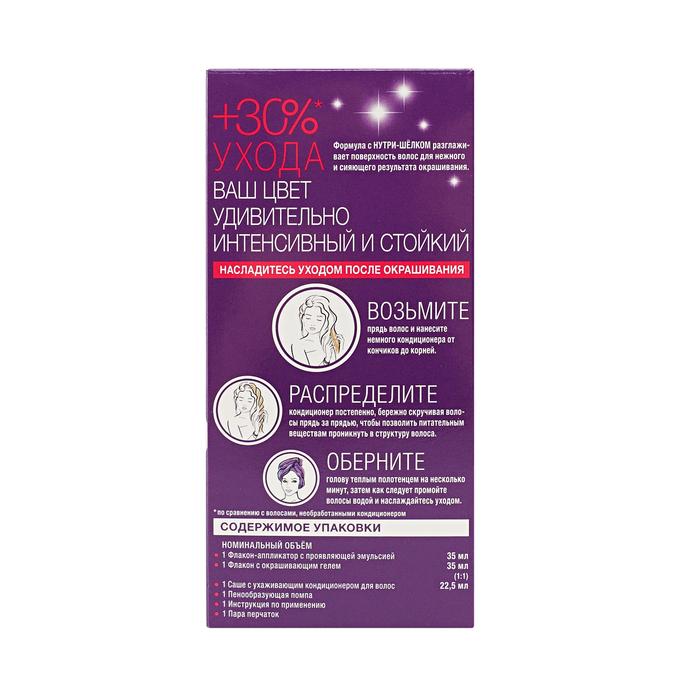 +30%*
УХОДА
Формула с НУТРИ-ШЁЛКОМ разглажи-
вает поверхность волос для нежного
и сияющего результата окрашивания.
ВАШ ЦВЕТ
УДИВИТЕЛЬНО
ИНТЕНСИВНЫЙ И СТОЙКИЙ
НАСЛАДИТЕСЬ УХОДОМ ПОСЛЕ ОКРАШИВАНИЯ
ВОЗЬМИТЕ
прядь волос и нанесите
немного кондиционера от
кончиков до корней.
РАСПРЕДЕЛИТЕ
кондиционер постепенно, бережно скручивая воло-
сы прядь за прядью, чтобы позволить питательным
веществам проникнуть в структуру волоса.
ОБЕРНИТЕ
голову теплым полотенцем на несколько
минут, затем как следует промойте
волосы водой и наслаждайтесь уходом.
*по сравнению с волосами, необработанными кондиционером
СОДЕРЖИМОЕ УПАКОВКИ
НОМИНАЛЬНЫЙ ОБЪЁМ
• 1 Флакон-аппликатор с проявляющей эмульсией 35 мл
• 1 Флакон с окрашивающим гелем 35 мл
(1:1)
• 1 Саше с ухаживающим кондиционером для волос 22,5 мл
• 1 Пенообразующая помпа
• 1 Инструкция по применению
• 1 Пара перчаток